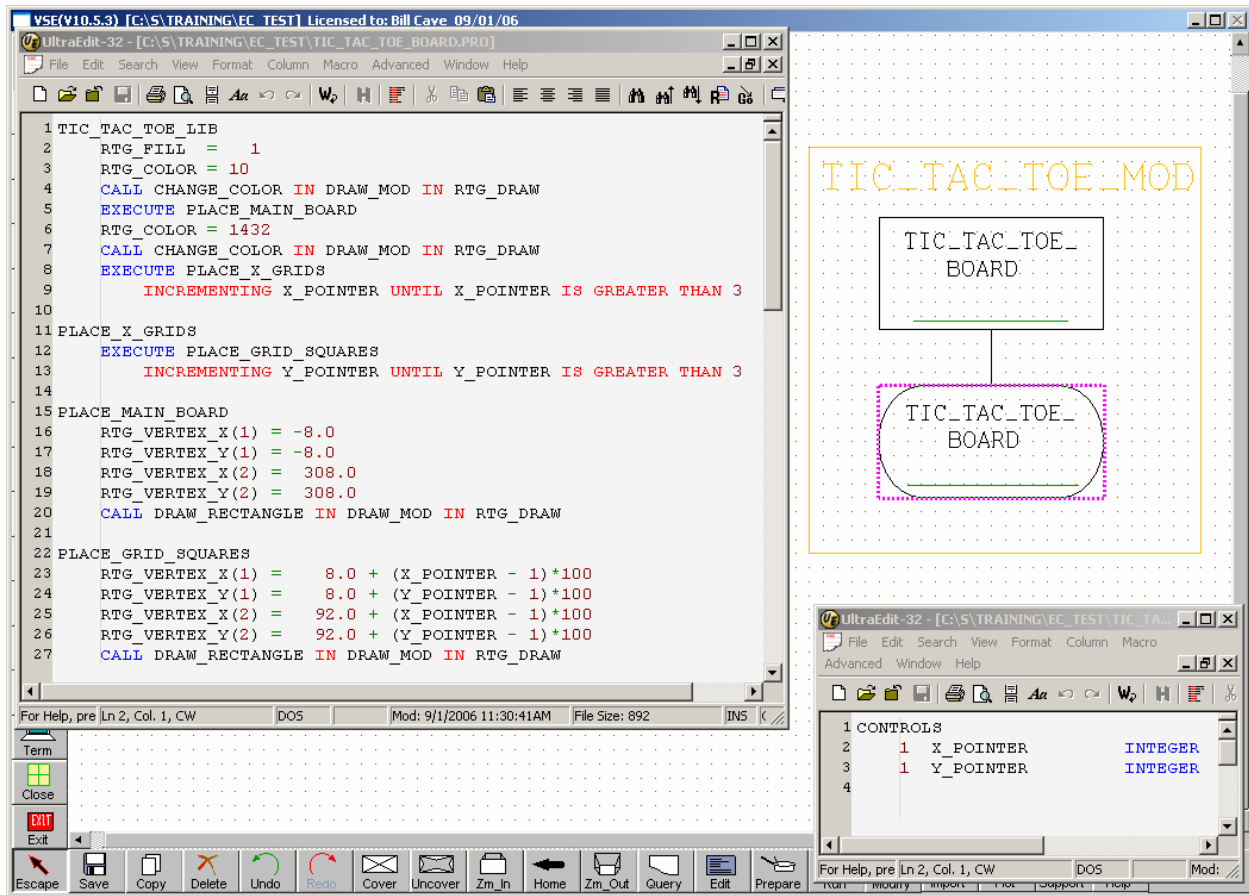 VSE(V10.5.3) [C:\S\TRAINING\EC_TEST] Licensed to: Bill Cave 09/01/06
UltraEdit-32 - [C:\S\TRAINING\EC_TEST\TIC_TAC_TOE_BOARD.PRO]
File Edit Search View Format Column Macro Advanced Window Help
1 TIC_TAC_TOE_LIB
2 RTG_FILL = 1
3 RTG_COLOR = 10
4 CALL CHANGE_COLOR IN DRAW_MOD IN RTG_DRAW
5 EXECUTE PLACE_MAIN_BOARD
6 RTG_COLOR = 1432
7 CALL CHANGE_COLOR IN DRAW_MOD IN RTG_DRAW
8 EXECUTE PLACE_X_GRIDS
9 INCREMENTING X_POINTER UNTIL X_POINTER IS GREATER THAN 3
10
11 PLACE_X_GRIDS
12 EXECUTE PLACE_GRID_SQUARES
13 INCREMENTING Y_POINTER UNTIL Y_POINTER IS GREATER THAN 3
14
15 PLACE_MAIN_BOARD
16 RTG_VERTEX_X(1) = -8.0
17 RTG_VERTEX_Y(1) = -8.0
18 RTG_VERTEX_X(2) = 308.0
19 RTG_VERTEX_Y(2) = 308.0
20 CALL DRAW_RECTANGLE IN DRAW_MOD IN RTG_DRAW
21
22 PLACE_GRID_SQUARES
23 RTG_VERTEX_X(1) = 8.0 + (X_POINTER - 1)*100
24 RTG_VERTEX_Y(1) = 8.0 + (Y_POINTER - 1)*100
25 RTG_VERTEX_X(2) = 92.0 + (X_POINTER - 1)*100
26 RTG_VERTEX_Y(2) = 92.0 + (Y_POINTER - 1)*100
27 CALL DRAW_RECTANGLE IN DRAW_MOD IN RTG_DRAW
For Help, pre Ln 2, Col. 1, CW DOS Mod: 9/1/2006 11:30:41AM File Size: 892 INS
TIC_TAC_TOE_MOD
TIC_TAC_TOE_
BOARD
TIC_TAC_TOE_
BOARD
UltraEdit-32 - [C:\S\TRAINING\EC_TEST\TIC_TA...
File Edit Search View Format Column Macro
Advanced Window Help
1 CONTROLS
2 1 X_POINTER INTEGER
3 1 Y_POINTER INTEGER
4
For Help, pre Ln 2, Col. 1, CW DOS Mod:
Term
Close
EXIT
Exit
Escape Save Copy Delete Undo Redo Cover Uncover Zm_In Home Zm_Out Query Edit Prepare
Run Modify Import Plot Support Help